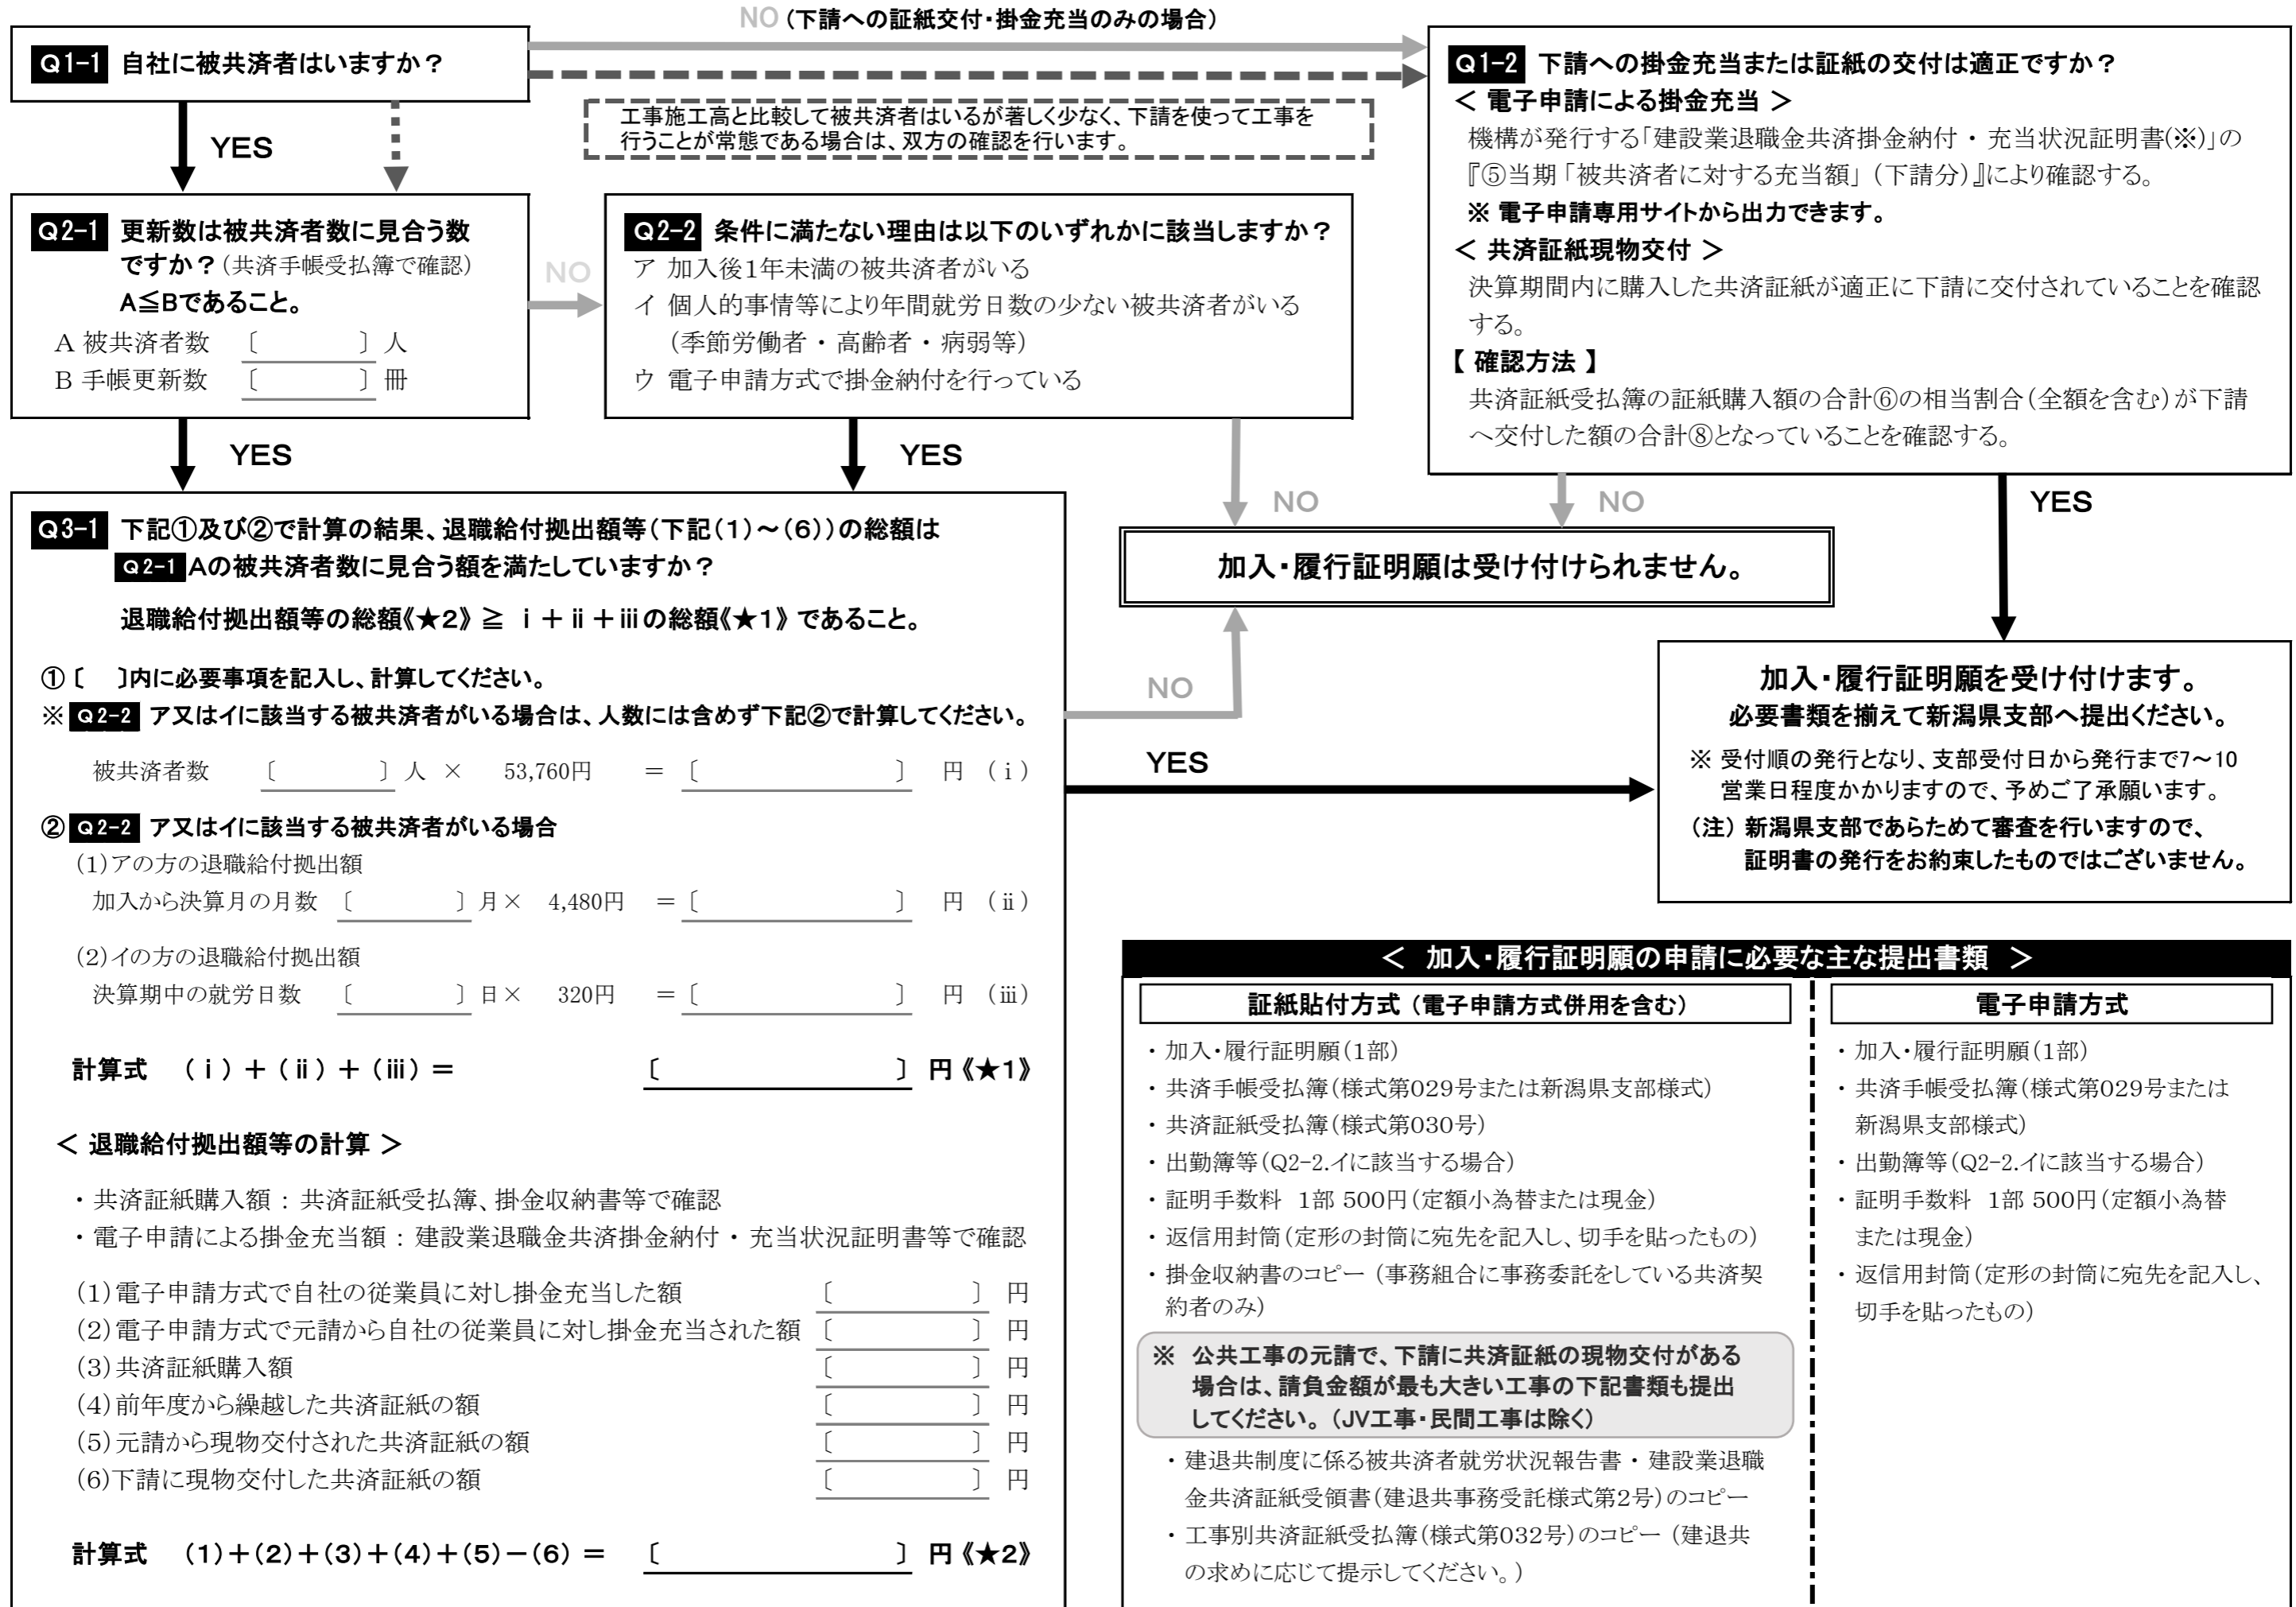 NO (下請への証紙交付・掛金充当のみの場合)
Q1-1 自社に被共済者はいますか？
YES
工事施工高と比較して被共済者はいるが著しく少なく、下請を使って工事を
行うことが常態である場合は、双方の確認を行います。
Q1-2 下請への掛金充当または証紙の交付は適正ですか？
＜ 電子申請による掛金充当 ＞
機構が発行する「建設業退職金共済掛金納付 ・ 充当状況証明書(※)」の
『⑤当期「被共済者に対する充当額」（下請分）』により確認する。
※ 電子申請専用サイトから出力できます。
＜ 共済証紙現物交付 ＞
決算期間内に購入した共済証紙が適正に下請に交付されていることを確認
する。
【 確認方法 】
共済証紙受払簿の証紙購入額の合計⑥の相当割合(全額を含む)が下請
へ交付した額の合計⑧となっていることを確認する。
Q2-1 更新数は被共済者数に見合う数
ですか？(共済手帳受払簿で確認)
A≦Bであること。
A 被共済者数 〔 〕 人
B 手帳更新数 〔 〕 冊
NO
Q2-2 条件に満たない理由は以下のいずれかに該当しますか？
ア 加入後1年未満の被共済者がいる
イ 個人的事情等により年間就労日数の少ない被共済者がいる
(季節労働者 ・ 高齢者 ・ 病弱等)
ウ 電子申請方式で掛金納付を行っている
YES
YES
NO
NO
YES
Q3-1 下記①及び②で計算の結果、退職給付拠出額等(下記(1)～(6))の総額は
Q2-1 Aの被共済者数に見合う額を満たしていますか？
退職給付拠出額等の総額《★2》 ≧ ⅰ＋ⅱ＋ⅲの総額《★1》 であること。
①〔 〕内に必要事項を記入し、計算してください。
※ Q2-2 ア又はイに該当する被共済者がいる場合は、人数には含めず下記②で計算してください。
被共済者数 〔 〕 人 × 53,760円 ＝ 〔 〕 円 (ⅰ)
② Q2-2 ア又はイに該当する被共済者がいる場合
(1)アの方の退職給付拠出額
加入から決算月の月数 〔 〕 月× 4,480円 ＝ 〔 〕 円 (ⅱ)
(2)イの方の退職給付拠出額
決算期中の就労日数 〔 〕 日× 320円 ＝ 〔 〕 円 (ⅲ)
計算式 (ⅰ)＋(ⅱ)＋(ⅲ)＝ 〔 〕 円《★1》
＜ 退職給付拠出額等の計算 ＞
・ 共済証紙購入額 : 共済証紙受払簿、掛金収納書等で確認
・ 電子申請による掛金充当額 : 建設業退職金共済掛金納付 ・ 充当状況証明書等で確認
(1)電子申請方式で自社の従業員に対し掛金充当した額 〔 〕 円
(2)電子申請方式で元請から自社の従業員に対し掛金充当された額 〔 〕 円
(3)共済証紙購入額 〔 〕 円
(4)前年度から繰越した共済証紙の額 〔 〕 円
(5)元請から現物交付された共済証紙の額 〔 〕 円
(6)下請に現物交付した共済証紙の額 〔 〕 円
計算式 (1)＋(2)＋(3)＋(4)＋(5)－(6) ＝ 〔 〕 円《★2》
加入・履行証明願は受け付けられません。
NO
YES
加入・履行証明願を受け付けます。
必要書類を揃えて新潟県支部へ提出ください。
※ 受付順の発行となり、支部受付日から発行まで7～10
営業日程度かかりますので、予めご了承願います。
(注) 新潟県支部であらためて審査を行いますので、
証明書の発行をお約束したものではございません。
＜ 加入・履行証明願の申請に必要な主な提出書類 ＞
証紙貼付方式 (電子申請方式併用を含む)
・ 加入・履行証明願(1部)
・ 共済手帳受払簿(様式第029号または新潟県支部様式)
・ 共済証紙受払簿(様式第030号)
・ 出勤簿等(Q2-2.イに該当する場合)
・ 証明手数料 1部 500円(定額小為替または現金)
・ 返信用封筒(定形の封筒に宛先を記入し、切手を貼ったもの)
・ 掛金収納書のコピー (事務組合に事務委託をしている共済契
約者のみ)
※ 公共工事の元請で、下請に共済証紙の現物交付がある
場合は、請負金額が最も大きい工事の下記書類も提出
してください。(JV工事・民間工事は除く)
・ 建退共制度に係る被共済者就労状況報告書 ・ 建設業退職
金共済証紙受領書(建退共事務受託様式第2号)のコピー
・ 工事別共済証紙受払簿(様式第032号)のコピー (建退共
の求めに応じて提示してください。)
電子申請方式
・ 加入・履行証明願(1部)
・ 共済手帳受払簿(様式第029号または
新潟県支部様式)
・ 出勤簿等(Q2-2.イに該当する場合)
・ 証明手数料 1部 500円(定額小為替
または現金)
・ 返信用封筒(定形の封筒に宛先を記入し、
切手を貼ったもの)